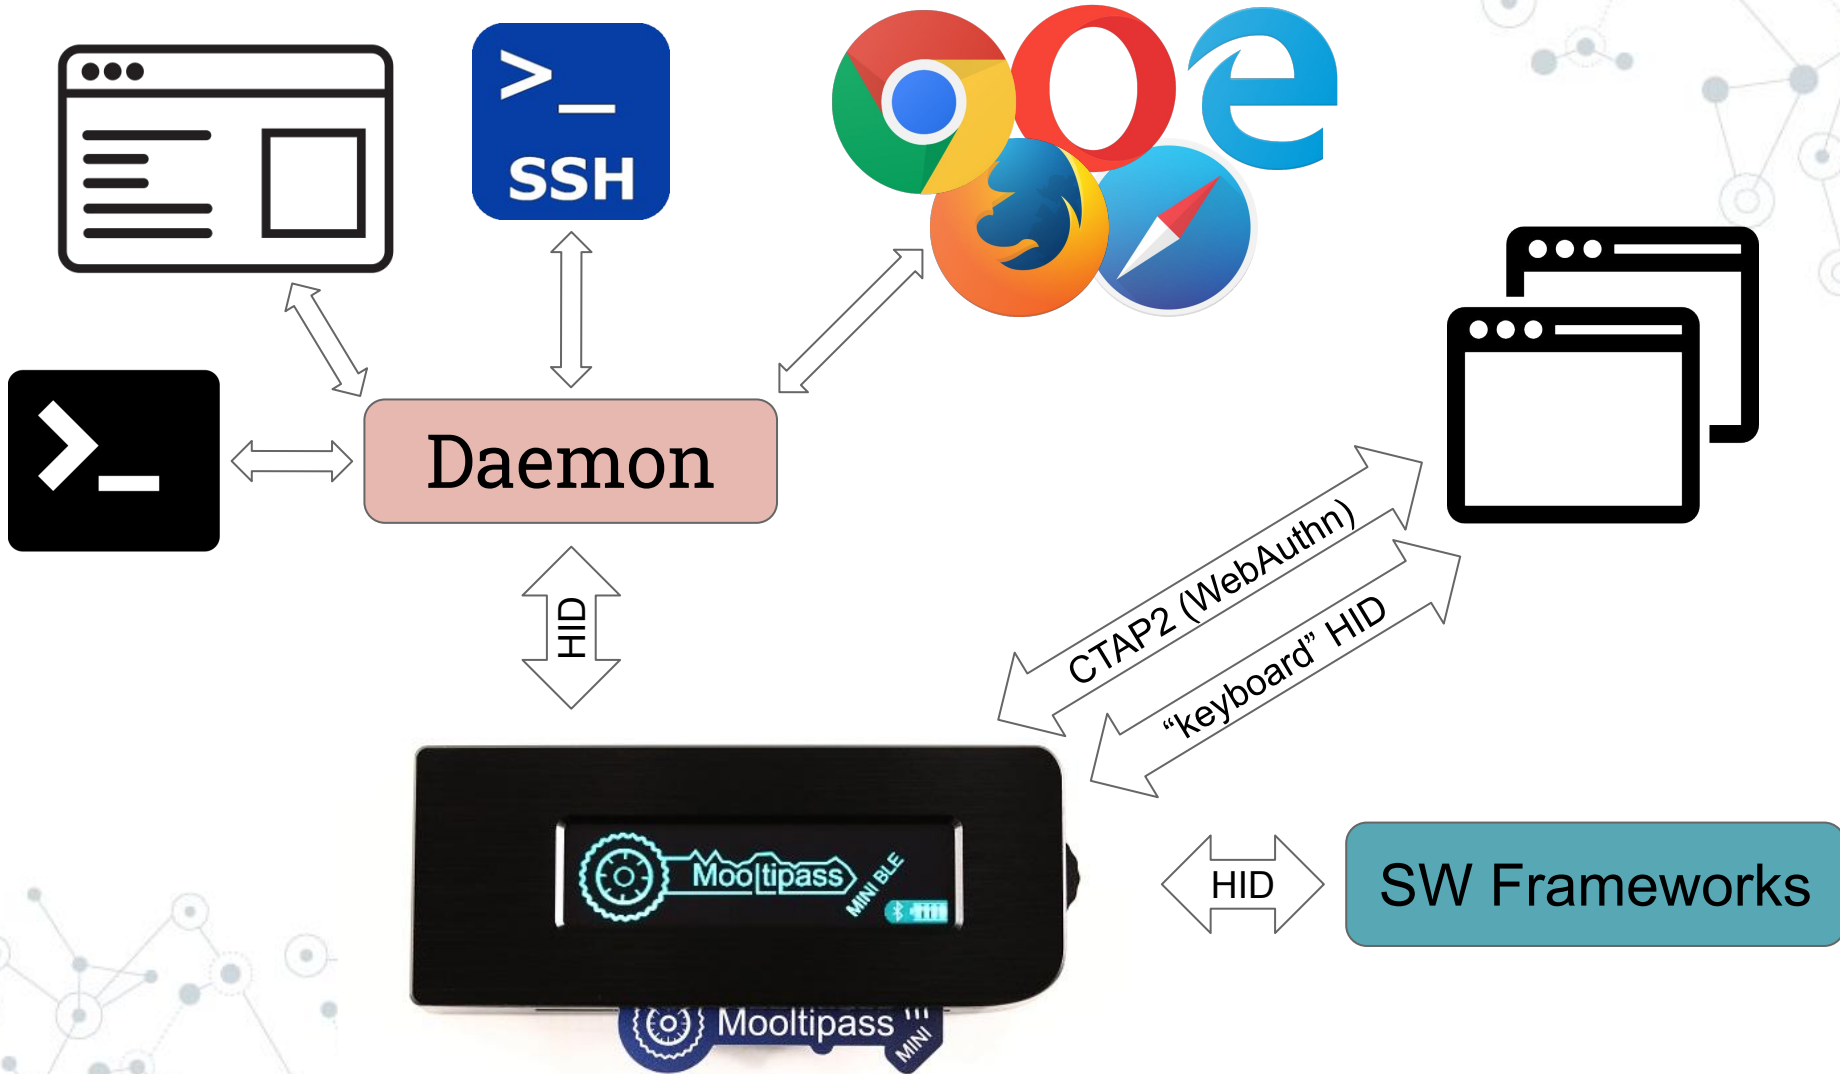 >_
SSH
>_
Daemon
HID
CTAP2 (WebAuthn)
“keyboard” HID
Mooltipass
MINI BLE
HID
SW Frameworks
Mooltipass
MINI